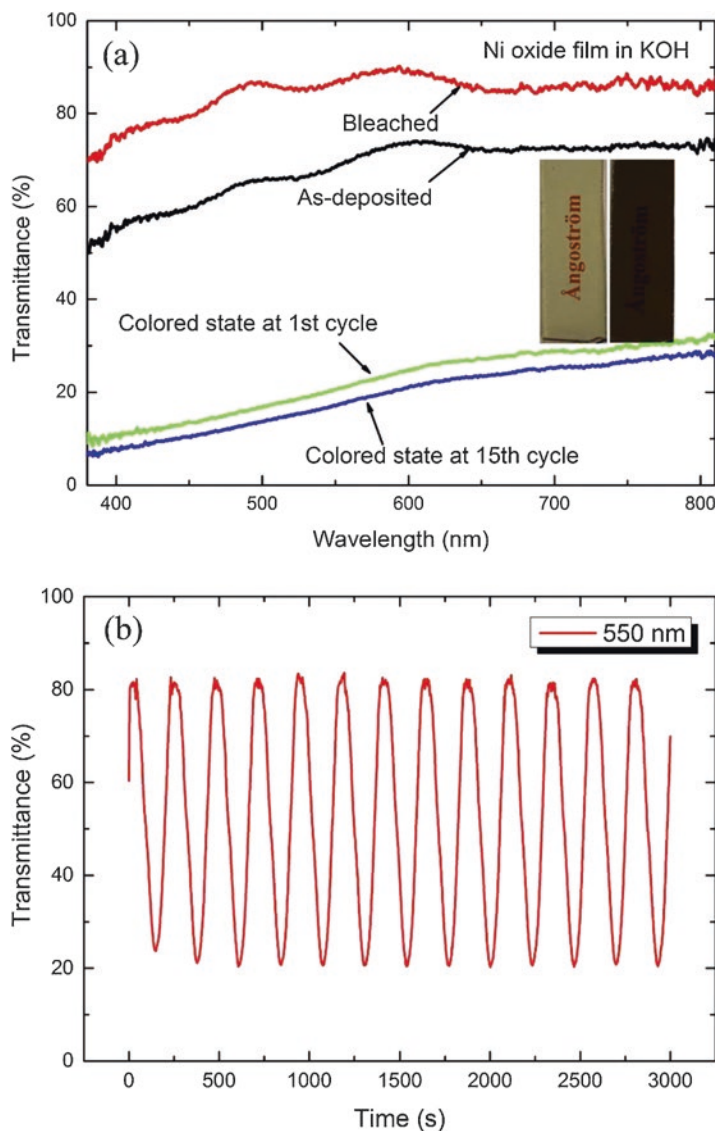 100
(a)
Ni oxide film in KOH
80
Bleached
60
As-deposited
Ångoström
Ångoström
40
Colored state at 1st cycle
20
Colored state at 15th cycle
0
400
500
600
700
800
Transmittance (%)
Wavelength (nm)
100
(b)
550 nm
80
60
40
20
0
0
500
1000
1500
2000
2500
3000
Transmittance (%)
Time (s)